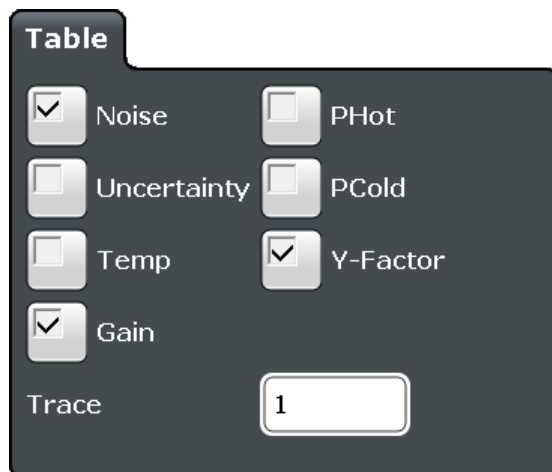 Table
Noise PHot
Uncertainty PCold
Temp Y-Factor
Gain
Trace 1